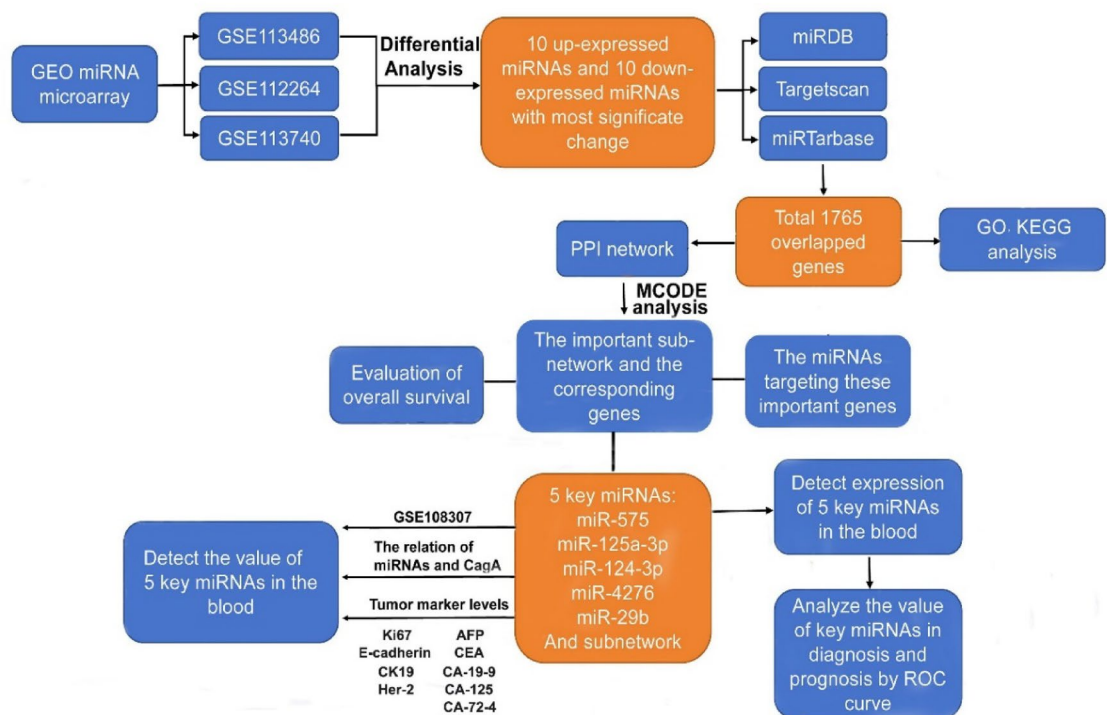 GEO miRNA
microarray
GSE113486
GSE112264
GSE113740
Differential
Analysis
10 up-expressed
miRNAs and 10 down-
expressed miRNAs
with most significate
change
miRDB
Targetscan
miRTarbase
Total 1765
overlapped
genes
GO、KEGG
analysis
PPI network
MCODE
analysis
The important sub-
network and the
corresponding
genes
Evaluation of
overall survival
The miRNAs
targeting these
important genes
5 key miRNAs:
miR-575
miR-125a-3p
miR-124-3p
miR-4276
miR-29b
And subnetwork
GSE108307
The relation of
miRNAs and CagA
Tumor marker levels
Ki67
E-cadherin
CK19
Her-2
AFP
CEA
CA-19-9
CA-125
CA-72-4
Detect the value of
5 key miRNAs in the
blood
Detect expression
of 5 key miRNAs
in the blood
Analyze the value
of key miRNAs in
diagnosis and
prognosis by ROC
curve